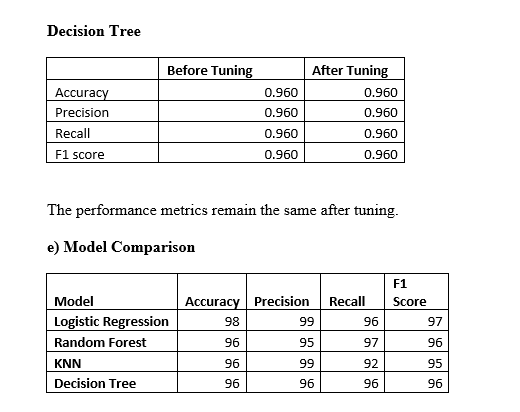 Decision Tree
Before Tuning After Tuning
Accuracy 0.960 0.960
Precision 0.960 0.960
Recall 0.960 0.960
F1 score 0.960 0.960
The performance metrics remain the same after tuning.
e) Model Comparison
Model Accuracy Precision Recall F1 Score
Logistic Regression 98 99 96 97
Random Forest 96 95 97 96
KNN 96 99 92 95
Decision Tree 96 96 96 96